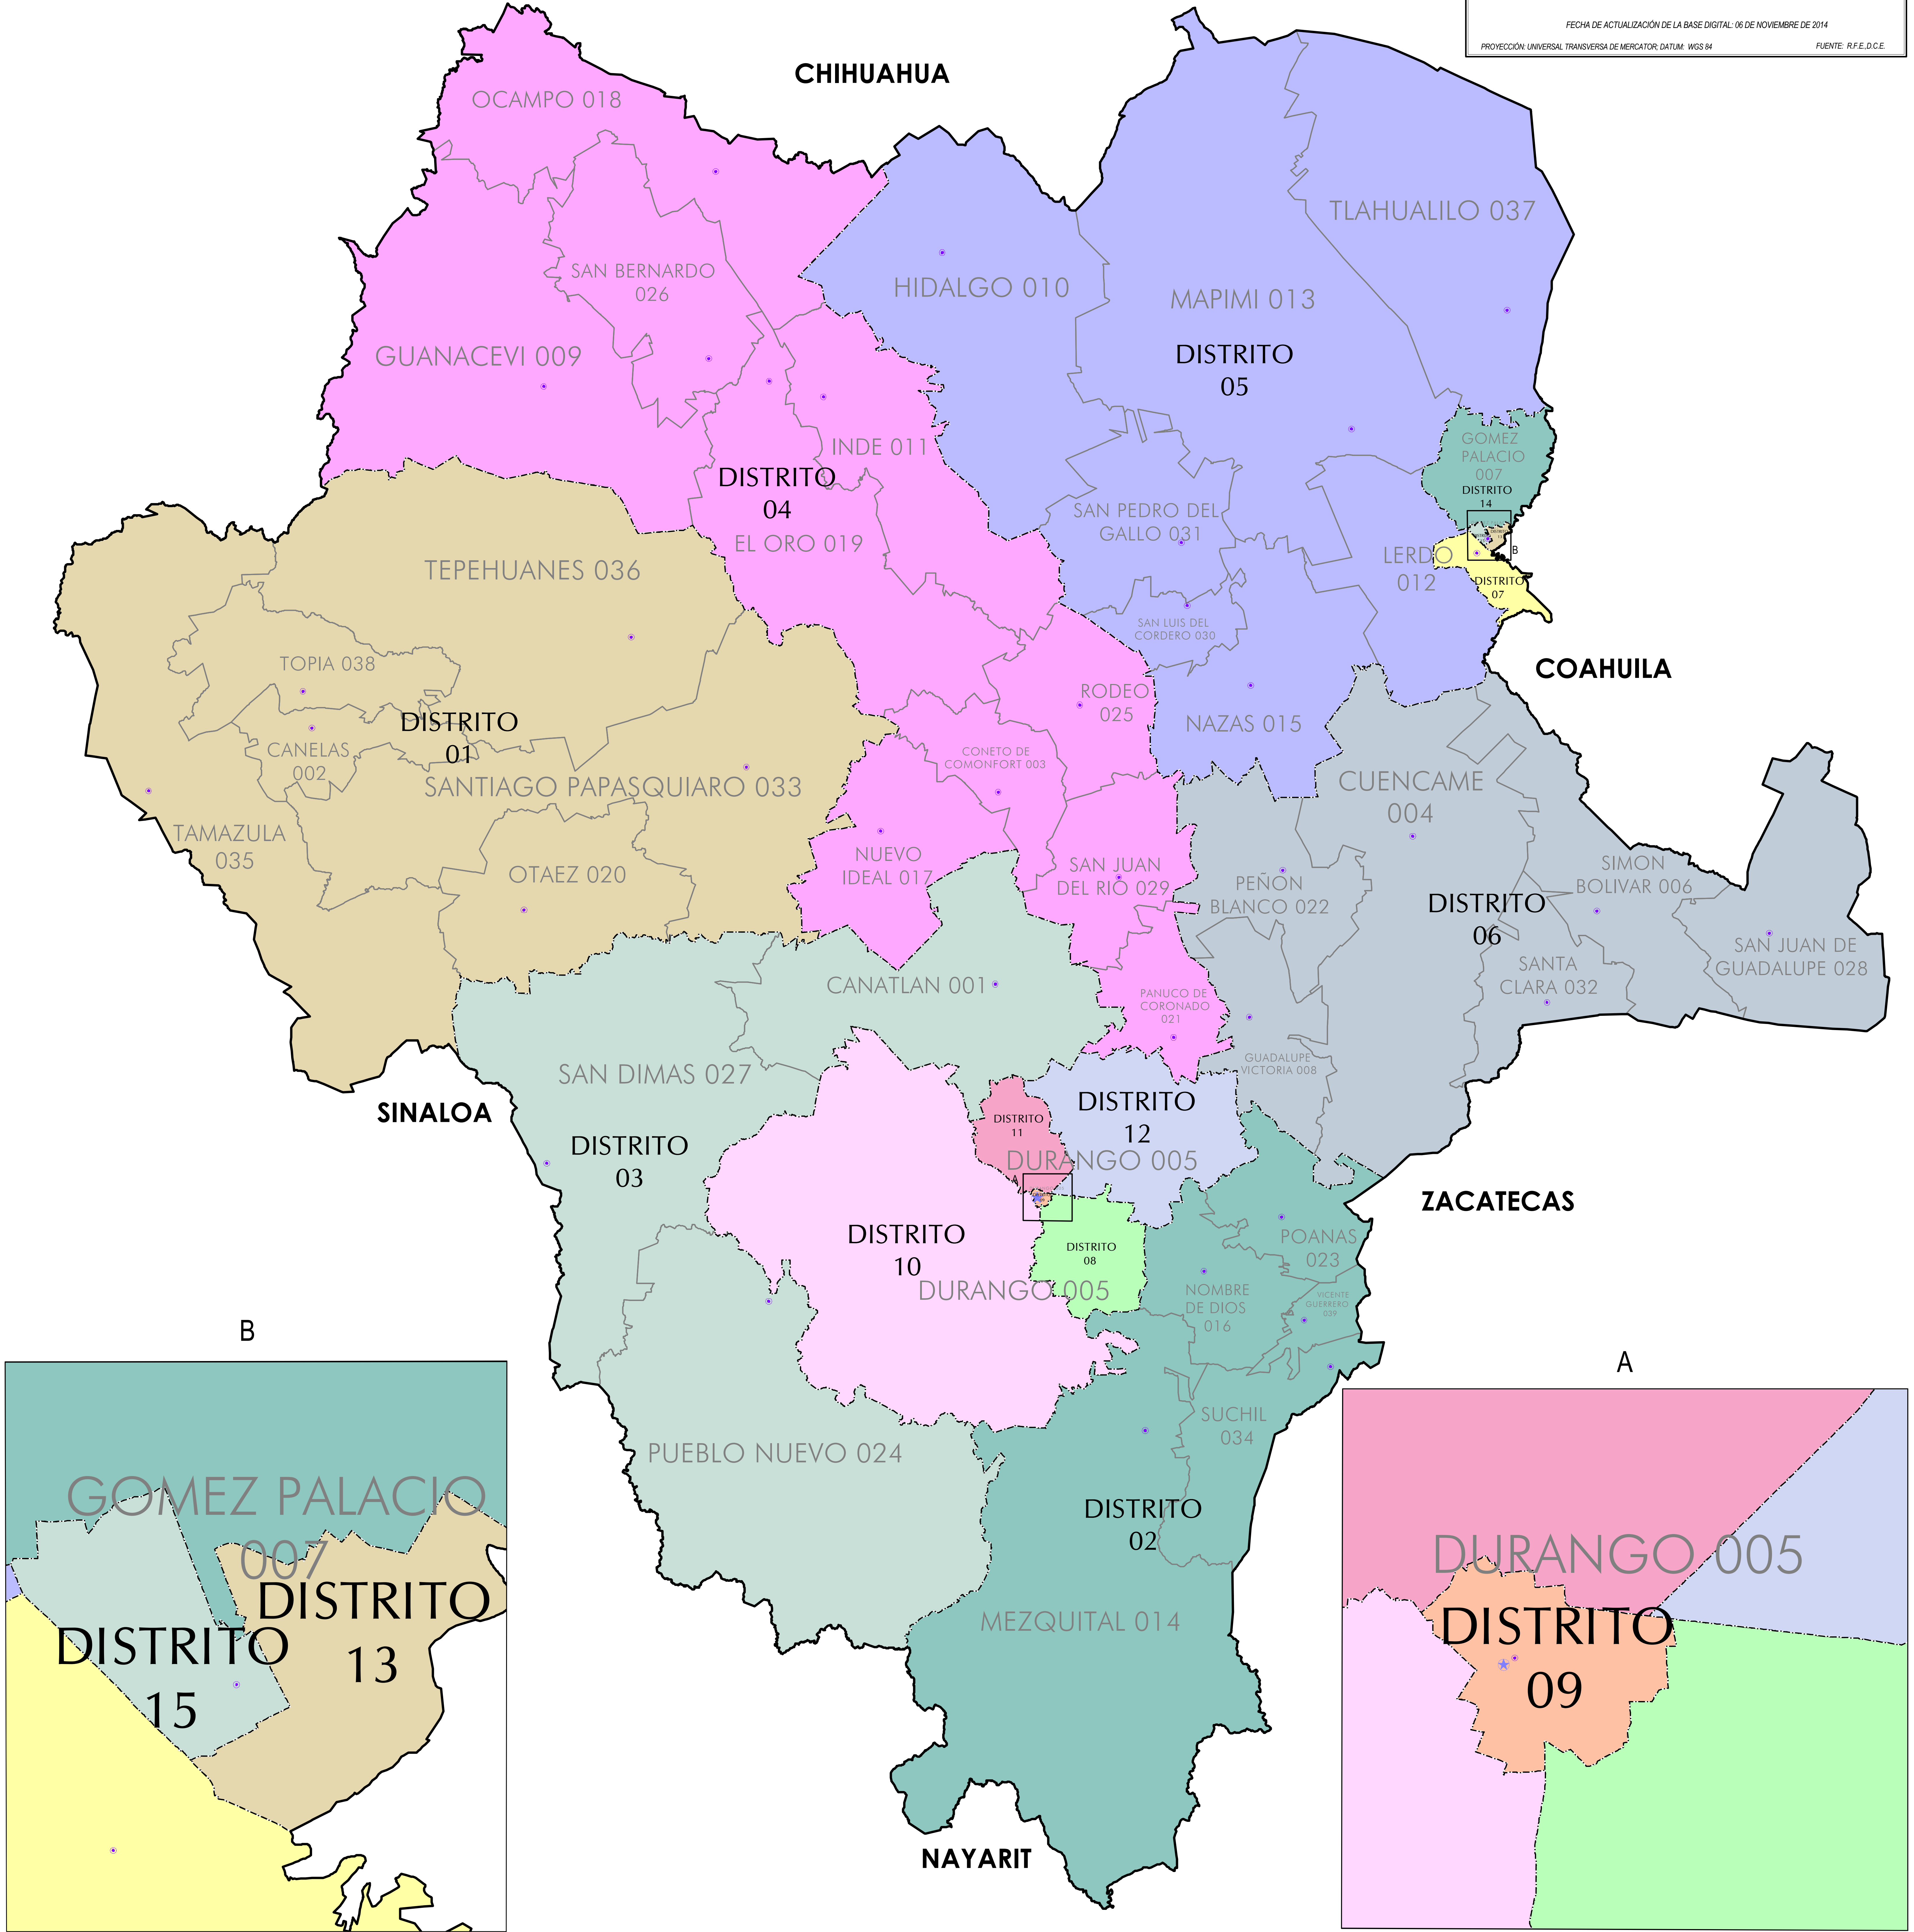 FECHA DE ACTUALIZACIÓN DE LA BASE DIGITAL: 06 DE NOVIEMBRE DE 2014
PROYECCIÓN: UNIVERSAL TRANSVERSA DE MERCATOR; DATUM: WGS 84
FUENTE: R.F.E.,D.C.E.
CHIHUAHUA
OCAMPO 018
TLAHUALILO 037
SAN BERNARDO
026
HIDALGO 010
MAPIMI 013
GUANACEVI 009
DISTRITO
05
INDE 011
GOMEZ
PALACIO
007
DISTRITO
14
DISTRITO
04
EL ORO 019
SAN PEDRO DEL
GALLO 031
B
LERDO
012
DISTRITO
07
TEPEHUANES 036
SAN LUIS DEL
CORDERO 030
TOPIA 038
COAHUILA
RODEO
025
NAZAS 015
DISTRITO
01
CANELAS
002
CONETO DE
COMONFORT 003
SANTIAGO PAPASQUIARO 033
CUENCAME
004
TAMAZULA
035
NUEVO
IDEAL 017
SAN JUAN
DEL RIO 029
OTAEZ 020
PEÑON
BLANCO 022
SIMON
BOLIVAR 006
DISTRITO
06
SAN JUAN DE
GUADALUPE 028
SANTA
CLARA 032
CANATLAN 001
PANUCO DE
CORONADO
021
GUADALUPE
VICTORIA 008
SAN DIMAS 027
SINALOA
DISTRITO
11
DISTRITO
12
DISTRITO
03
DURANGO 005
A
ZACATECAS
DISTRITO
10
DISTRITO
08
POANAS
023
DURANGO 005
NOMBRE
DE DIOS
016
VICENTE
GUERRERO
039
SUCHIL
034
PUEBLO NUEVO 024
DISTRITO
02
MEZQUITAL 014
NAYARIT
B
GOMEZ PALACIO
007
DISTRITO
13
DISTRITO
15
A
DURANGO 005
DISTRITO
09